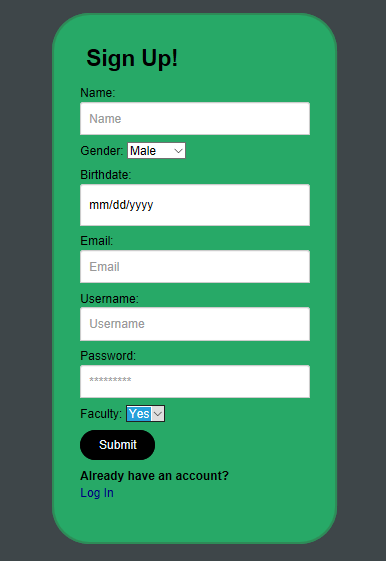 Sign Up!
Name:
Name
Gender: Male
Birthdate:
mm/dd/yyyy
Email:
Email
Username:
Username
Password:
*********
Faculty: Yes
Submit
Already have an account?
Log In